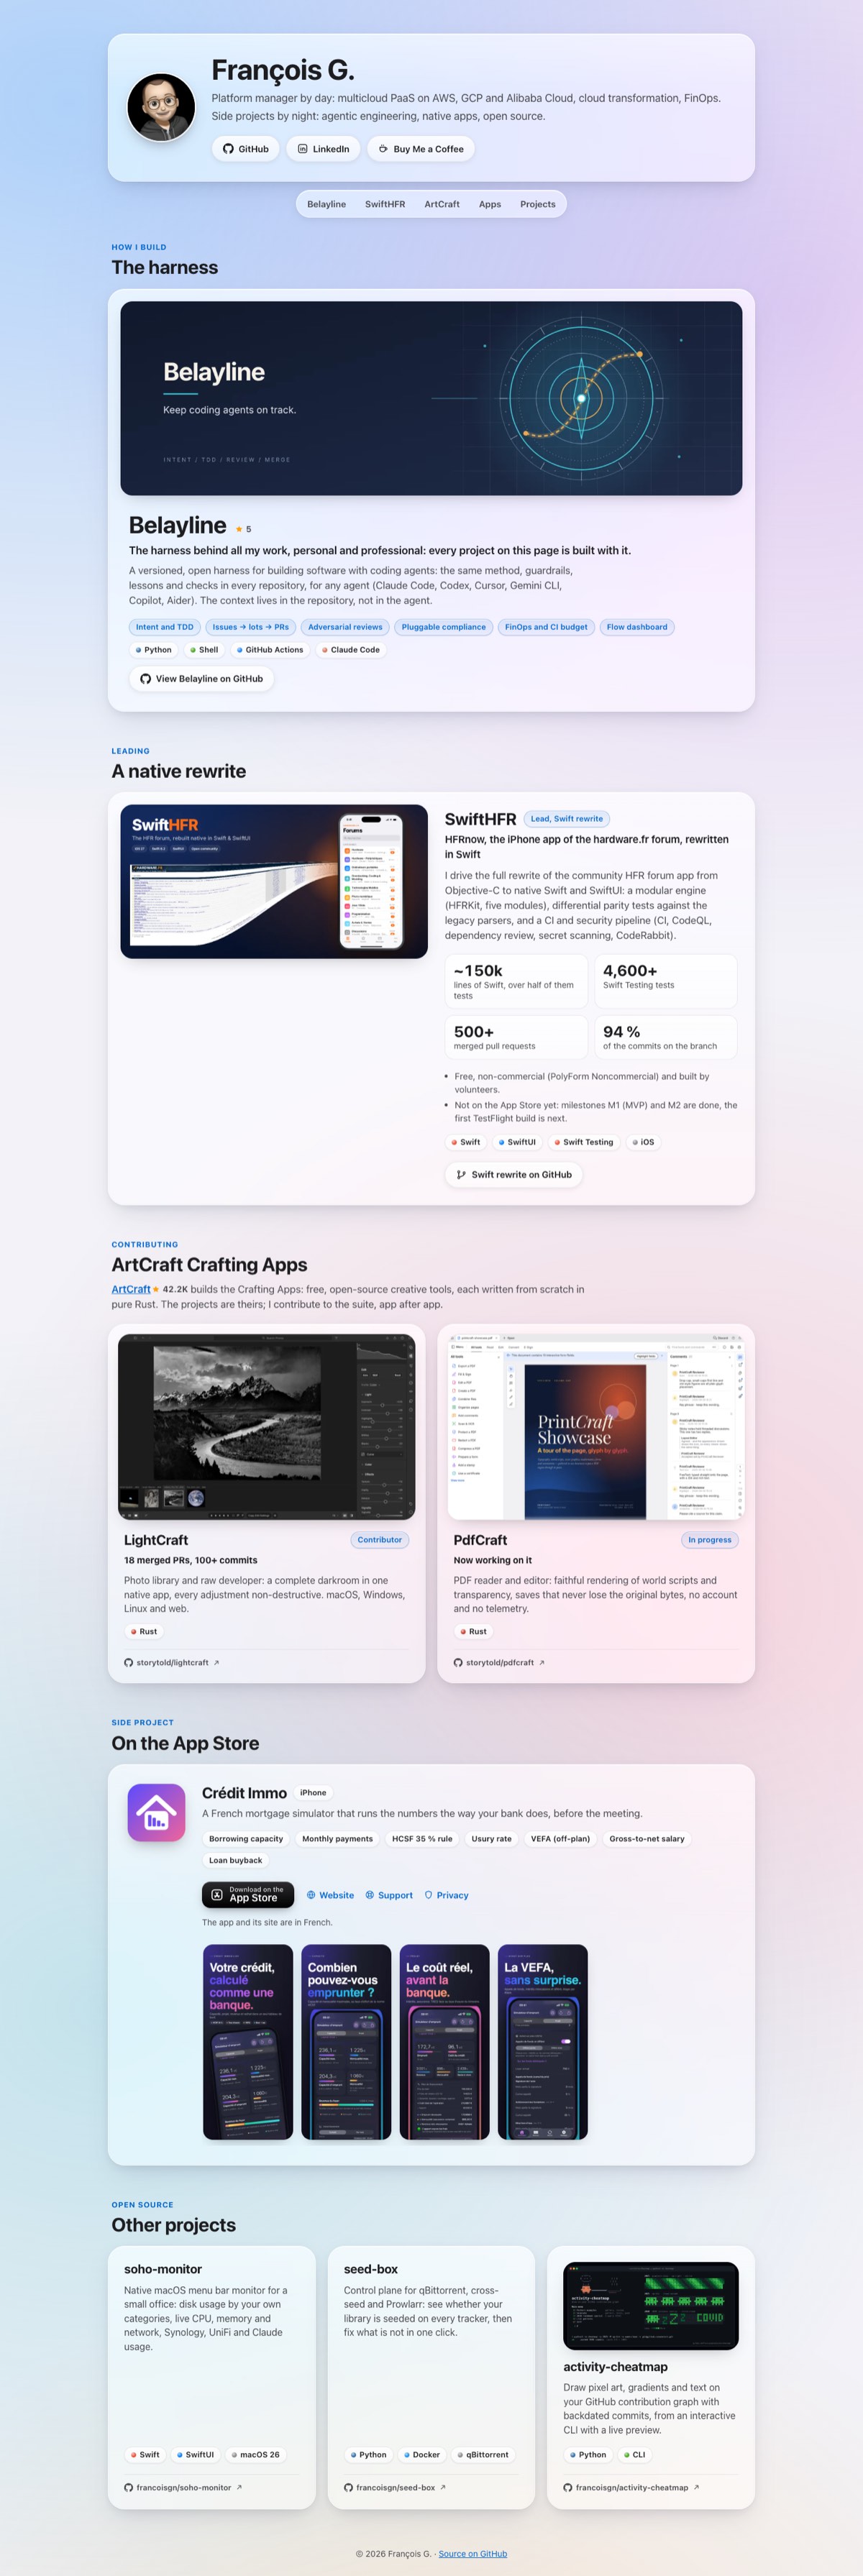 François G.
Platform manager by day: multicloud PaaS on AWS, GCP and Alibaba Cloud, cloud transformation, FinOps.
Side projects by night: agentic engineering, native apps, open source.
GitHub
LinkedIn
Buy Me a Coffee
Belayline
SwiftHFR
ArtCraft
Apps
Projects
HOW I BUILD
The harness
Belayline
Keep coding agents on track.
INTENT / TDD / REVIEW / MERGE
Belayline ★ 5
The harness behind all my work, personal and professional: every project on this page is built with it.
A versioned, open harness for building software with coding agents: the same method, guardrails,
lessons and checks in every repository, for any agent (Claude Code, Codex, Cursor, Gemini CLI,
Copilot, Aider). The context lives in the repository, not in the agent.
Intent and TDD
Issues → lots → PRs
Adversarial reviews
Pluggable compliance
FinOps and CI budget
Flow dashboard
Python
Shell
GitHub Actions
Claude Code
View Belayline on GitHub
LEADING
A native rewrite
SwiftHFR
The HFR forum, rebuilt native in Swift & SwiftUI
Forums
SwiftHFR
Lead, Swift rewrite
HFRnow, the iPhone app of the hardware.fr forum, rewritten
in Swift
I drive the full rewrite of the community HFR forum app from
Objective-C to native Swift and SwiftUI: a modular engine
(HFRKit, five modules), differential parity tests against the
legacy parsers, and a CI and security pipeline (CI, CodeQL,
dependency review, secret scanning, CodeRabbit).
~150k
lines of Swift, over half of them
tests
4,600+
Swift Testing tests
500+
merged pull requests
94 %
of the commits on the branch
• Free, non-commercial (PolyForm Noncommercial) and built by
volunteers.
• Not on the App Store yet: milestones M1 (MVP) and M2 are done, the
first TestFlight build is next.
Swift
SwiftUI
Swift Testing
iOS
Swift rewrite on GitHub
CONTRIBUTING
ArtCraft Crafting Apps
ArtCraft ★ 42.2K builds the Crafting Apps: free, open-source creative tools, each written from scratch in
pure Rust. The projects are theirs; I contribute to the suite, app after app.
PrintCraft
Showcase
A tour of the page, glyph by glyph.
LightCraft
Contributor
18 merged PRs, 100+ commits
Photo library and raw developer: a complete darkroom in one
native app, every adjustment non-destructive. macOS, Windows,
Linux and web.
Rust
storytold/lightcraft ↗
PdfCraft
In progress
Now working on it
PDF reader and editor: faithful rendering of world scripts and
transparency, saves that never lose the original bytes, no account
and no telemetry.
Rust
storytold/pdfcraft ↗
SIDE PROJECT
On the App Store
Crédit Immo
iPhone
A French mortgage simulator that runs the numbers the way your bank does, before the meeting.
Borrowing capacity
Monthly payments
HCSF 35 % rule
Usury rate
VEFA (off-plan)
Gross-to-net salary
Loan buyback
Download on the
App Store
Website
Support
Privacy
The app and its site are in French.
Votre crédit,
calculé
comme une
banque.
Combien
pouvez-vous
emprunter ?
Le coût réel,
avant la
banque.
La VEFA,
sans surprise.
OPEN SOURCE
Other projects
soho-monitor
Native macOS menu bar monitor for a
small office: disk usage by your own
categories, live CPU, memory and
network, Synology, UniFi and Claude
usage.
Swift
SwiftUI
macOS 26
francoisgn/soho-monitor ↗
seed-box
Control plane for qBittorrent, cross-
seed and Prowlarr: see whether your
library is seeded on every tracker, then
fix what is not in one click.
Python
Docker
qBittorrent
francoisgn/seed-box ↗
activity-cheatmap
COVID
activity-cheatmap
Draw pixel art, gradients and text on
your GitHub contribution graph with
backdated commits, from an interactive
CLI with a live preview.
Python
CLI
francoisgn/activity-cheatmap ↗
© 2026 François G. · Source on GitHub